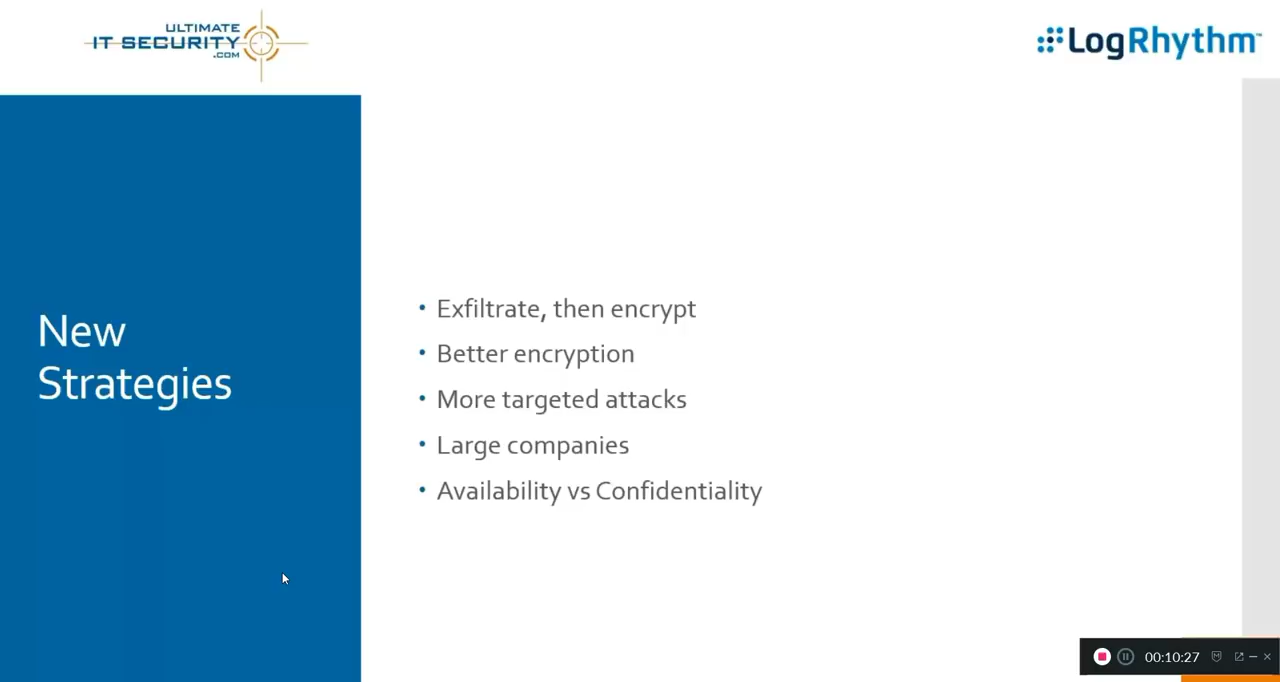 ULTIMATE
IT SECURITY
.COM
LogRhythm™
New
Strategies
• Exfiltrate, then encrypt
• Better encryption
• More targeted attacks
• Large companies
• Availability vs Confidentiality
00:10:27